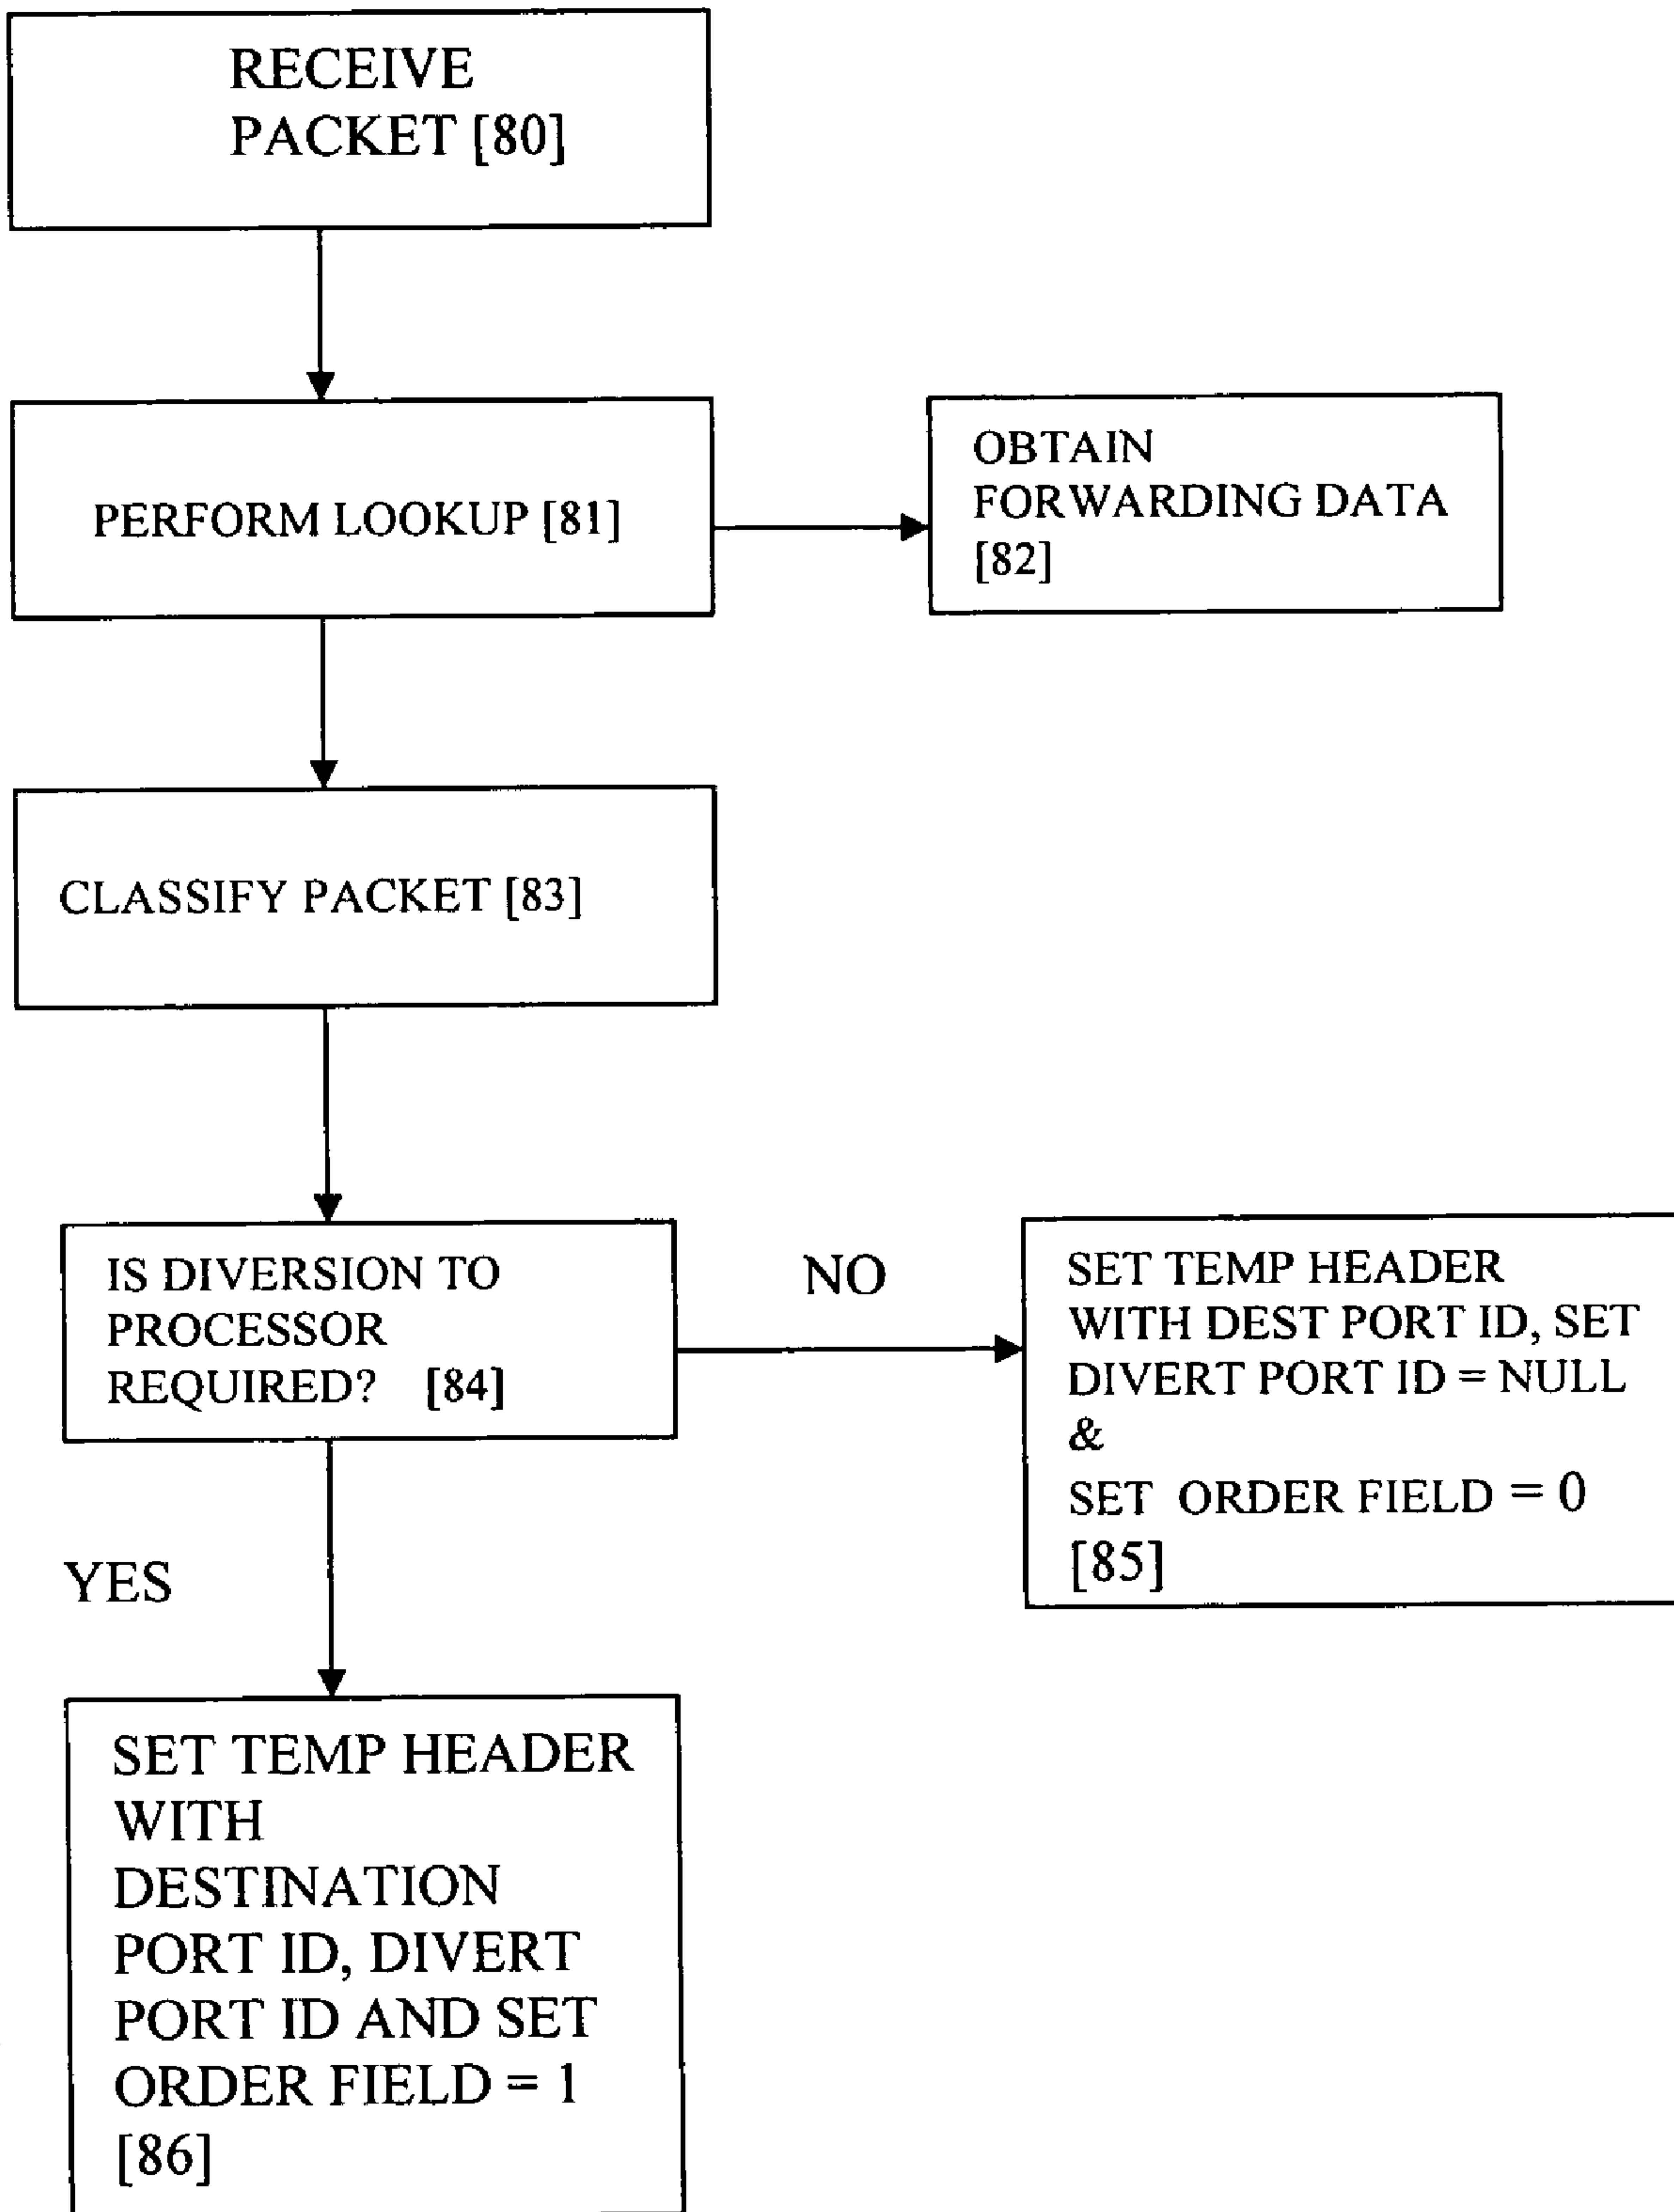 RECEIVE
PACKET [80]
PERFORM LOOKUP [81]
OBTAIN
FORWARDING DATA
[82]
CLASSIFY PACKET [83]
IS DIVERSION TO
PROCESSOR
REQUIRED? [84]
NO
SET TEMP HEADER
WITH DEST PORT ID, SET
DIVERT PORT ID = NULL
&
SET ORDER FIELD = 0
[85]
YES
SET TEMP HEADER
WITH
DESTINATION
PORT ID, DIVERT
PORT ID AND SET
ORDER FIELD = 1
[86]